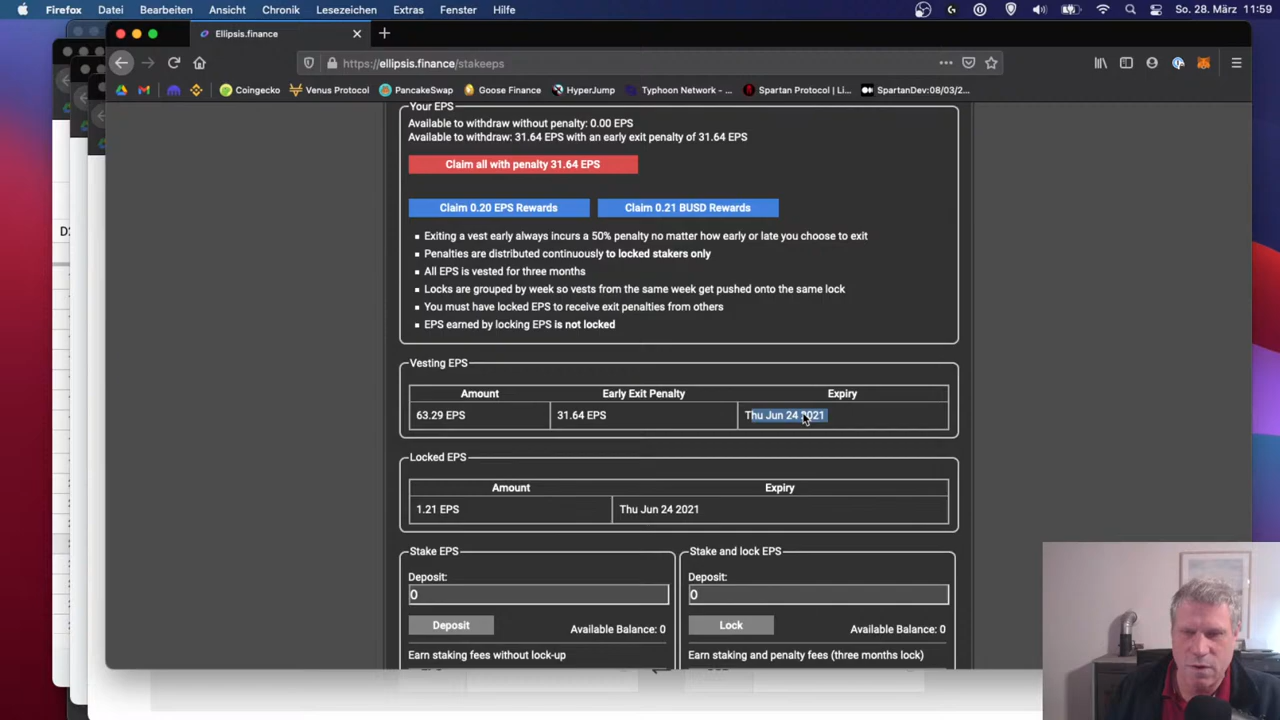 Firefox Datei Bearbeiten Ansicht Chronik Lesezeichen Extras Fenster Hilfe So. 28. März 11:59
Ellipsis.finance
https://ellipsis.finance/stakeeps
Coingecko Venus Protocol PancakeSwap Goose Finance HyperJump Typhoon Network - ... Spartan Protocol | Li... SpartanDev:08/03/2...
Your EPS
Available to withdraw without penalty: 0.00 EPS
Available to withdraw: 31.64 EPS with an early exit penalty of 31.64 EPS
Claim all with penalty 31.64 EPS
Claim 0.20 EPS Rewards Claim 0.21 BUSD Rewards
Exiting a vest early always incurs a 50% penalty no matter how early or late you choose to exit
Penalties are distributed continuously to locked stakers only
All EPS is vested for three months
Locks are grouped by week so vests from the same week get pushed onto the same lock
You must have locked EPS to receive exit penalties from others
EPS earned by locking EPS is not locked
Vesting EPS
Amount Early Exit Penalty Expiry
63.29 EPS 31.64 EPS Thu Jun 24 2021
Locked EPS
Amount Expiry
1.21 EPS Thu Jun 24 2021
Stake EPS Stake and lock EPS
Deposit: Deposit:
0 0
Deposit Available Balance: 0 Lock Available Balance: 0
Earn staking fees without lock-up Earn staking and penalty fees (three months lock)